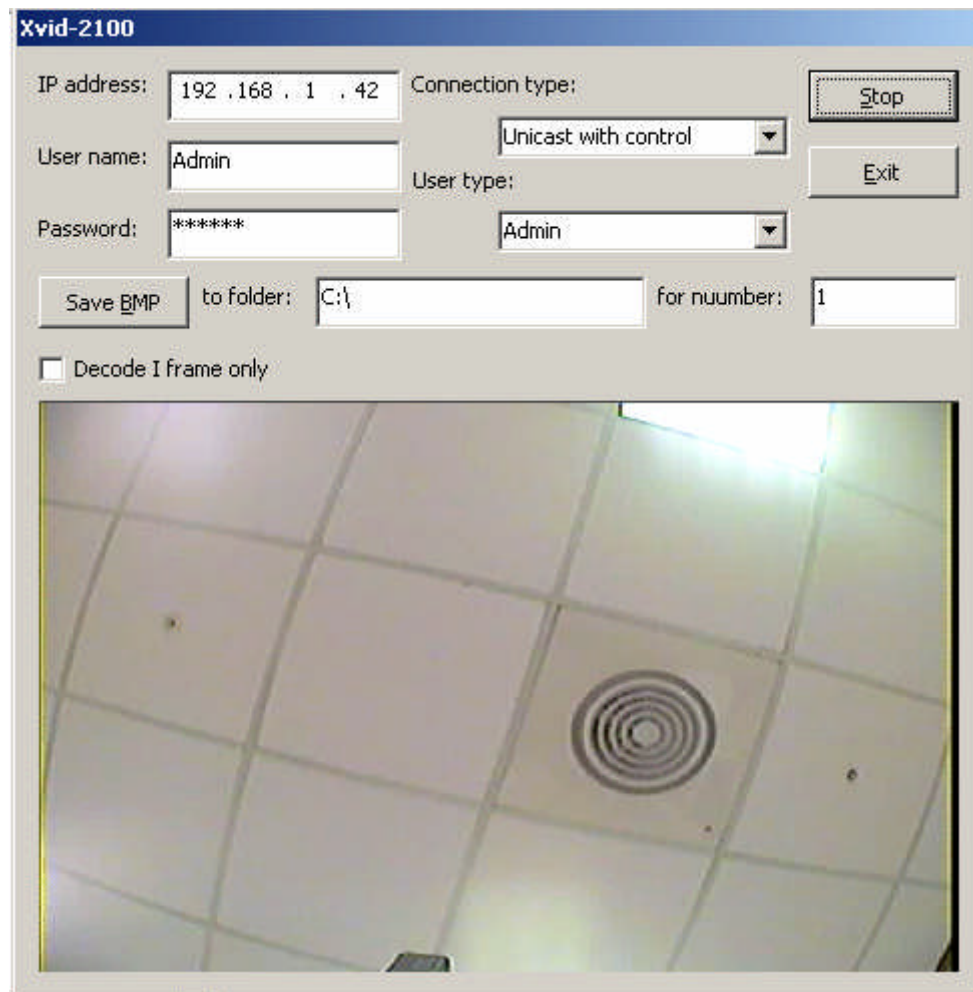 Xvid-2100
IP address: 192 .168 . 1 . 42 Connection type: Stop
Unicast with control
User name: Admin Exit
User type:
Password: ****** Admin
Save BMP to folder: C:\ for nuumber: 1
Decode I frame only